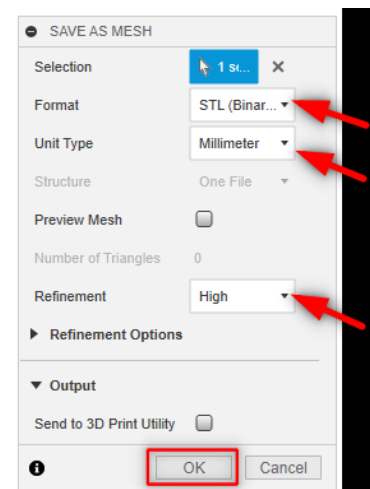 SAVE AS MESH
Selection 1 se...
Format STL (Binar...
Unit Type Millimeter
Structure One File
Preview Mesh
Number of Triangles 0
Refinement High
Refinement Options
Output
Send to 3D Print Utility
OK Cancel